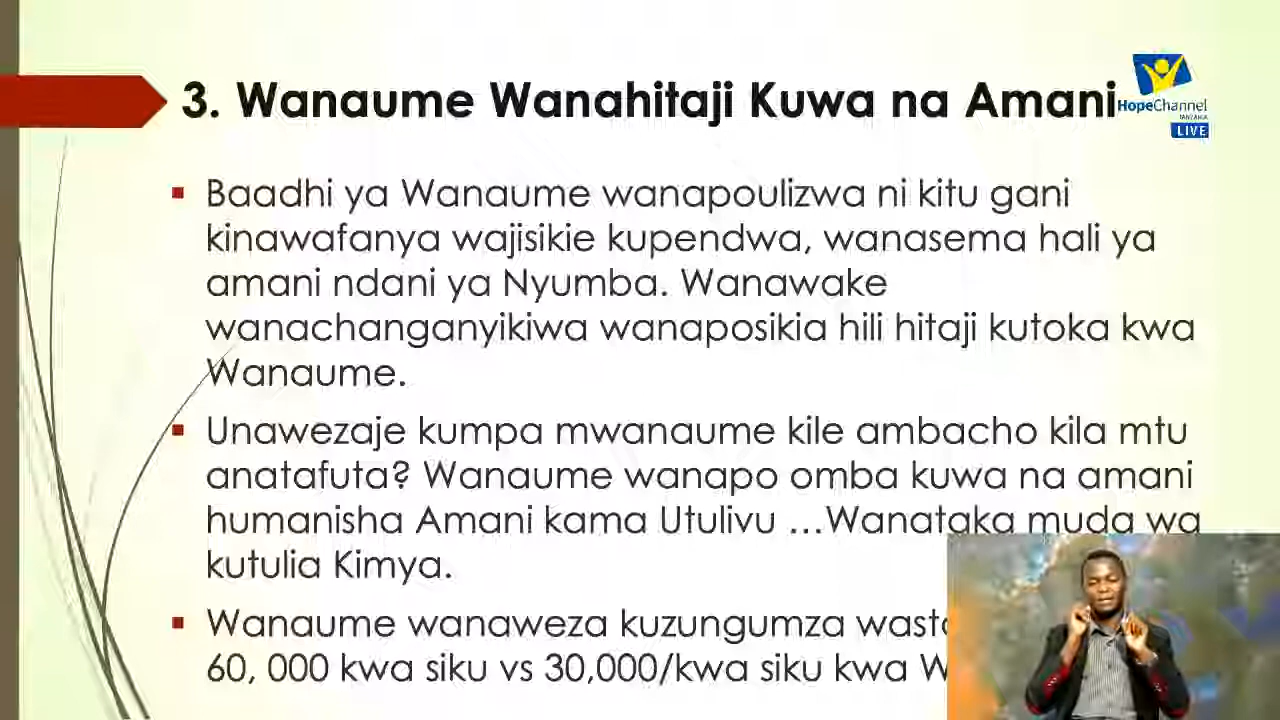 3. Wanaume Wanahitaji Kuwa na Amani
HopeChannel
TANZANIA
LIVE
Baadhi ya Wanaume wanapoulizwa ni kitu gani
kinawafanya wajisikie kupendwa, wanasema hali ya
amani ndani ya Nyumba. Wanawake
wanachanganyikiwa wanaposikia hili hitaji kutoka kwa
Wanaume.
Unawezaje kumpa mwanaume kile ambacho kila mtu
anatafuta? Wanaume wanapo omba kuwa na amani
humanisha Amani kama Utulivu …Wanataka muda wa
kutulia Kimya.
Wanaume wanaweza kuzungumza
60, 000 kwa siku vs 30,000/kwa siku kwa